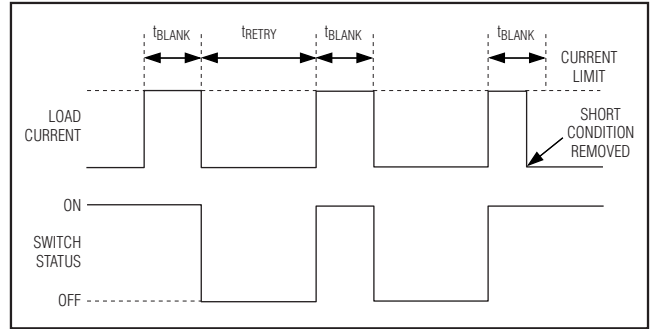 tBLANK
tRETRY
tBLANK
tBLANK
CURRENT
LIMIT
LOAD
CURRENT
SHORT
CONDITION
REMOVED
ON
SWITCH
STATUS
OFF